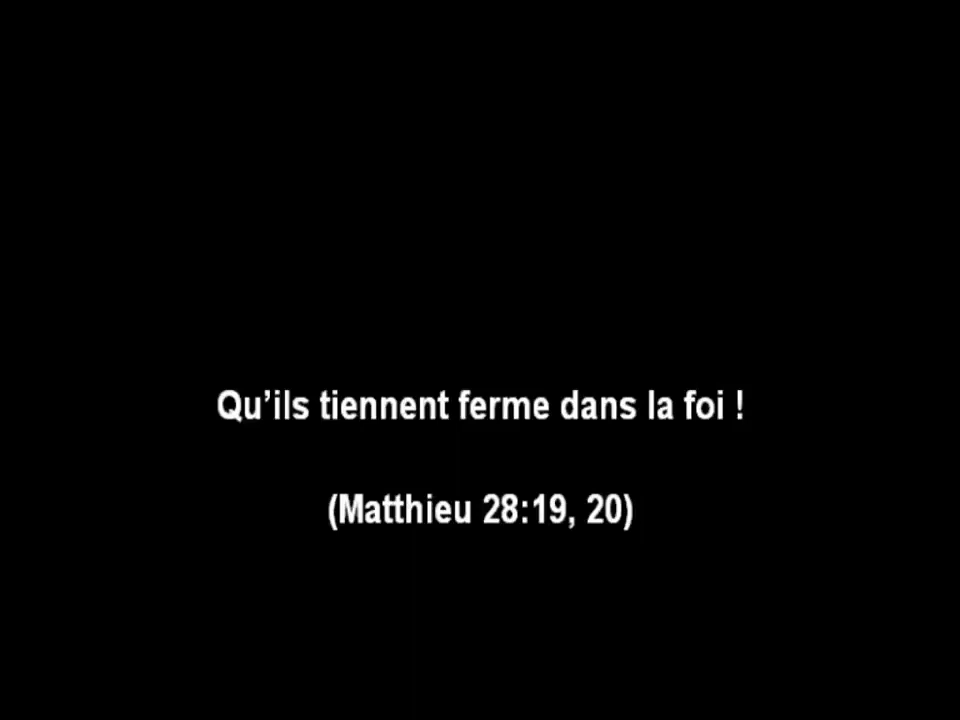 Qu’ils tiennent ferme dans la foi !
(Matthieu 28:19, 20)